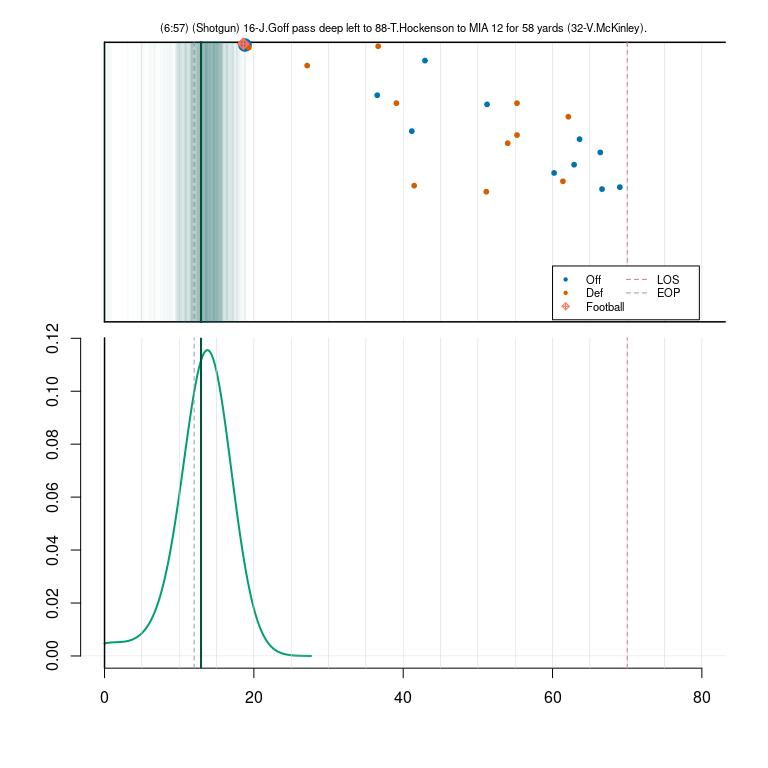 (6:57) (Shotgun) 16-J.Goff pass deep left to 88-T.Hockenson to MIA 12 for 58 yards (32-V.McKinley).
Off
LOS
Def
EOP
Football
0.12
0.10
0.08
0.06
0.04
0.02
0.00
0 20 40 60 80